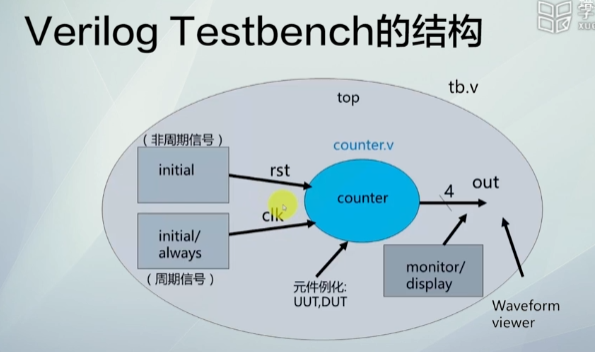 Verilog Testbench的结构
tb.v
top
（非周期信号）
counter.v
initial
rst
counter
4
out
clk
initial/
always
（周期信号）
元件例化:
UUT,DUT
monitor/
display
Waveform
viewer